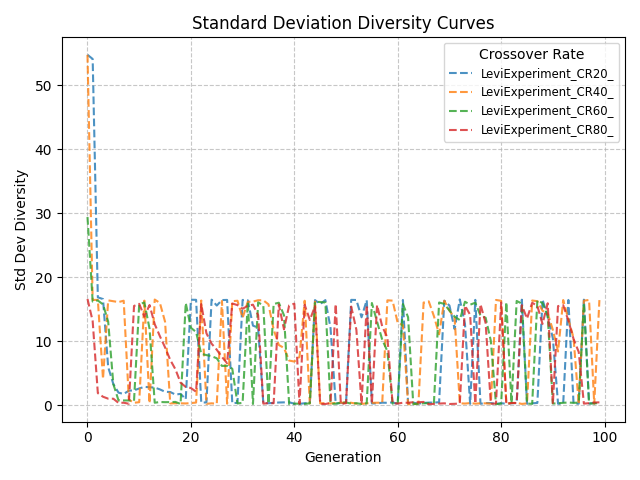 Standard Deviation Diversity Curves
Crossover Rate
LeviExperiment_CR20_
LeviExperiment_CR40_
LeviExperiment_CR60_
LeviExperiment_CR80_
Std Dev Diversity
50
40
30
20
10
0
0 20 40 60 80 100
Generation